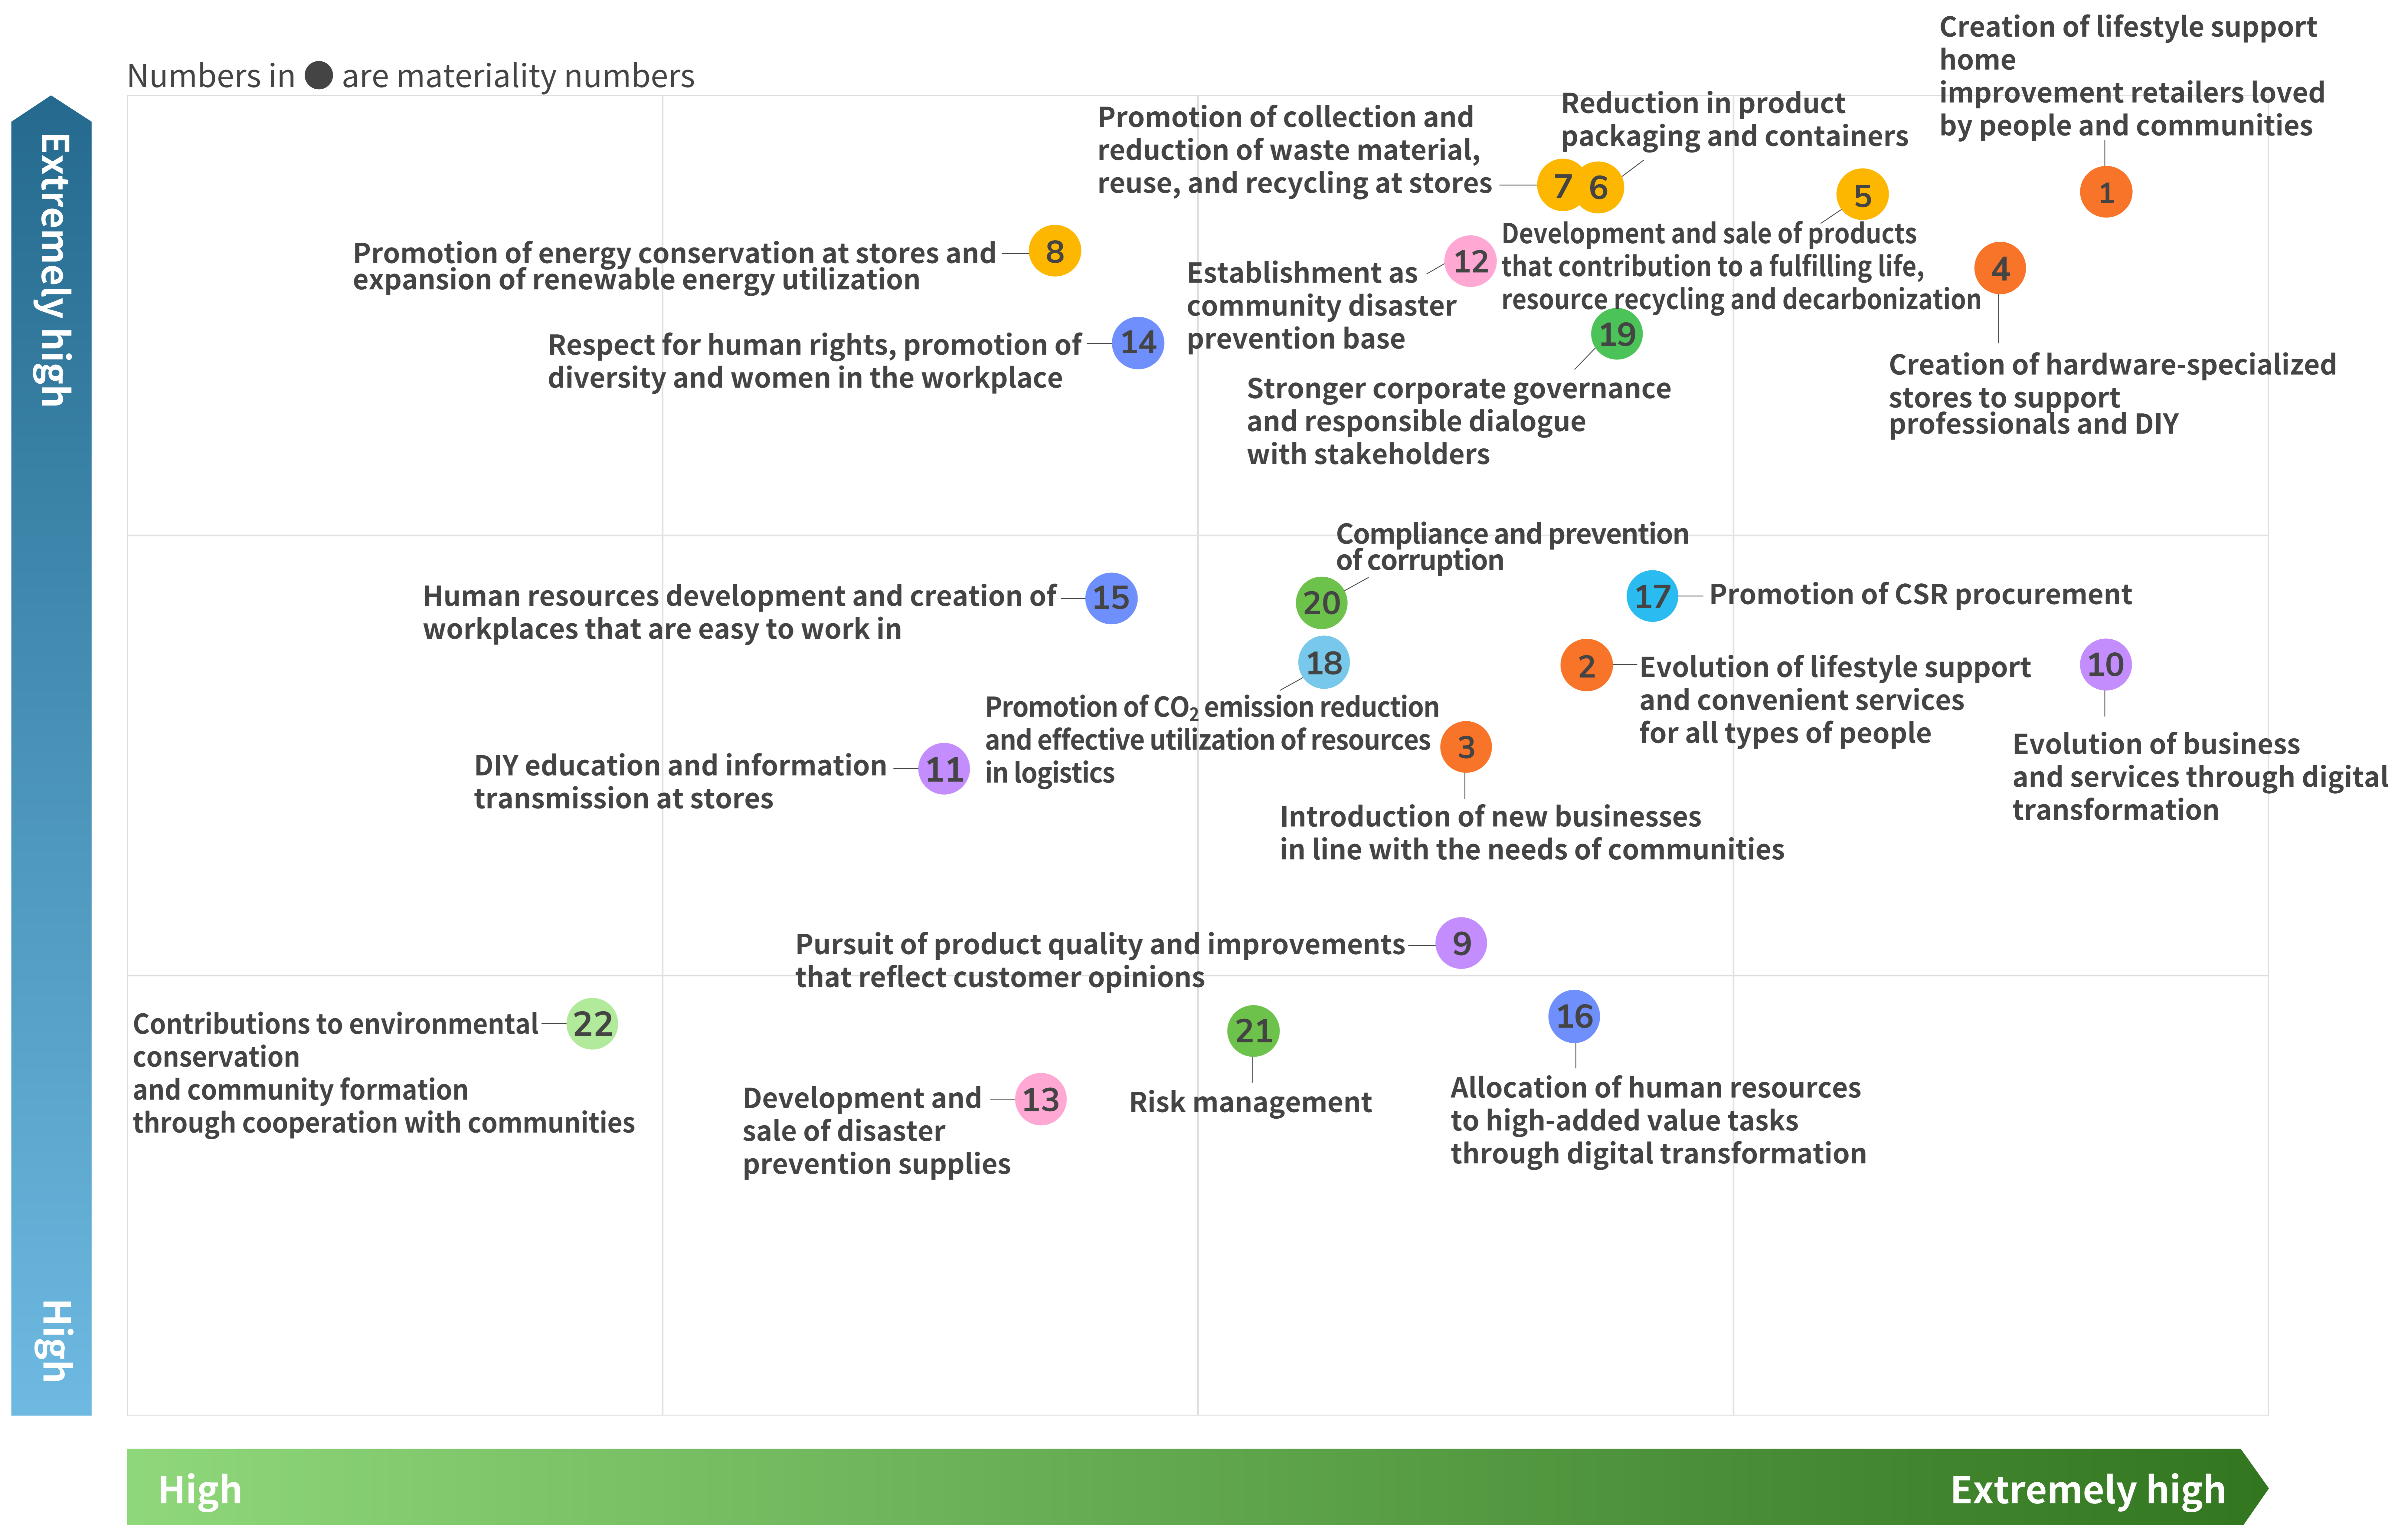 Numbers in ● are materiality numbers
Extremely high
High
Creation of lifestyle support
home
improvement retailers loved
by people and communities
1
Reduction in product
packaging and containers
6
Promotion of collection and
reduction of waste material,
reuse, and recycling at stores
7
5
Development and sale of products
that contribution to a fulfilling life,
resource recycling and decarbonization
Promotion of energy conservation at stores and
expansion of renewable energy utilization
8
Establishment as
community disaster
prevention base
12
4
Creation of hardware-specialized
stores to support
professionals and DIY
Respect for human rights, promotion of
diversity and women in the workplace
14
19
Stronger corporate governance
and responsible dialogue
with stakeholders
Compliance and prevention
of corruption
20
Human resources development and creation of
workplaces that are easy to work in
15
17
Promotion of CSR procurement
18
Promotion of CO₂ emission reduction
and effective utilization of resources
in logistics
2
Evolution of lifestyle support
and convenient services
for all types of people
10
Evolution of business
and services through digital
transformation
DIY education and information
transmission at stores
11
3
Introduction of new businesses
in line with the needs of communities
Pursuit of product quality and improvements
that reflect customer opinions
9
Contributions to environmental
conservation
and community formation
through cooperation with communities
22
21
Risk management
16
Allocation of human resources
to high-added value tasks
through digital transformation
Development and
sale of disaster
prevention supplies
13
High
Extremely high